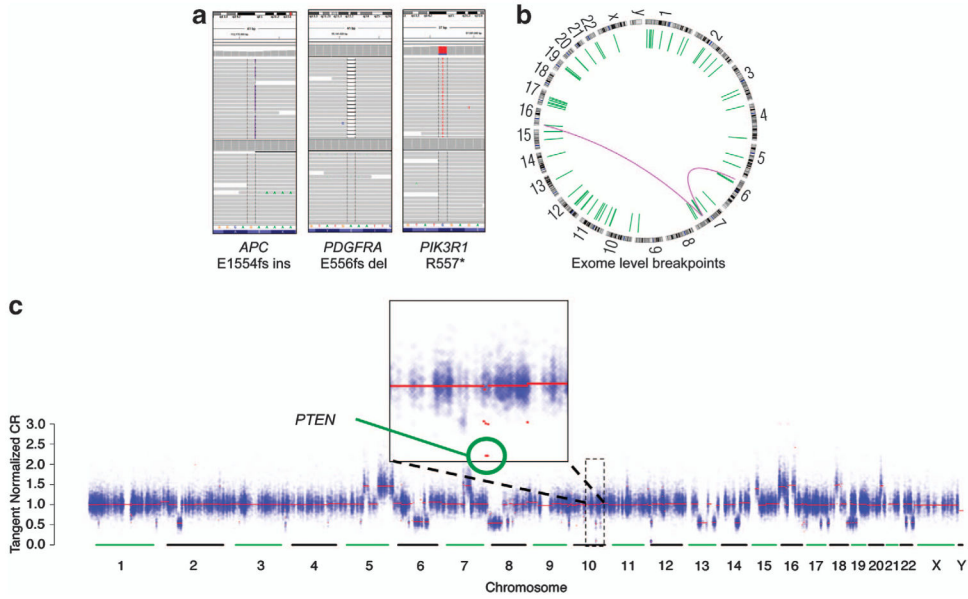 a
APC
E1554fs ins
PDGFRA
E556fs del
PIK3R1
R557*
b
1
2
3
4
5
6
7
8
9
10
11
12
13
14
15
16
17
18
19
20
21
22
x
y
Exome level breakpoints
c
PTEN
Tangent Normalized CR
3.0
2.5
2.0
1.5
1.0
0.5
0.0
1 2 3 4 5 6 7 8 9 10 11 12 13 14 15 16 17 18 19 20 21 22 X Y
Chromosome